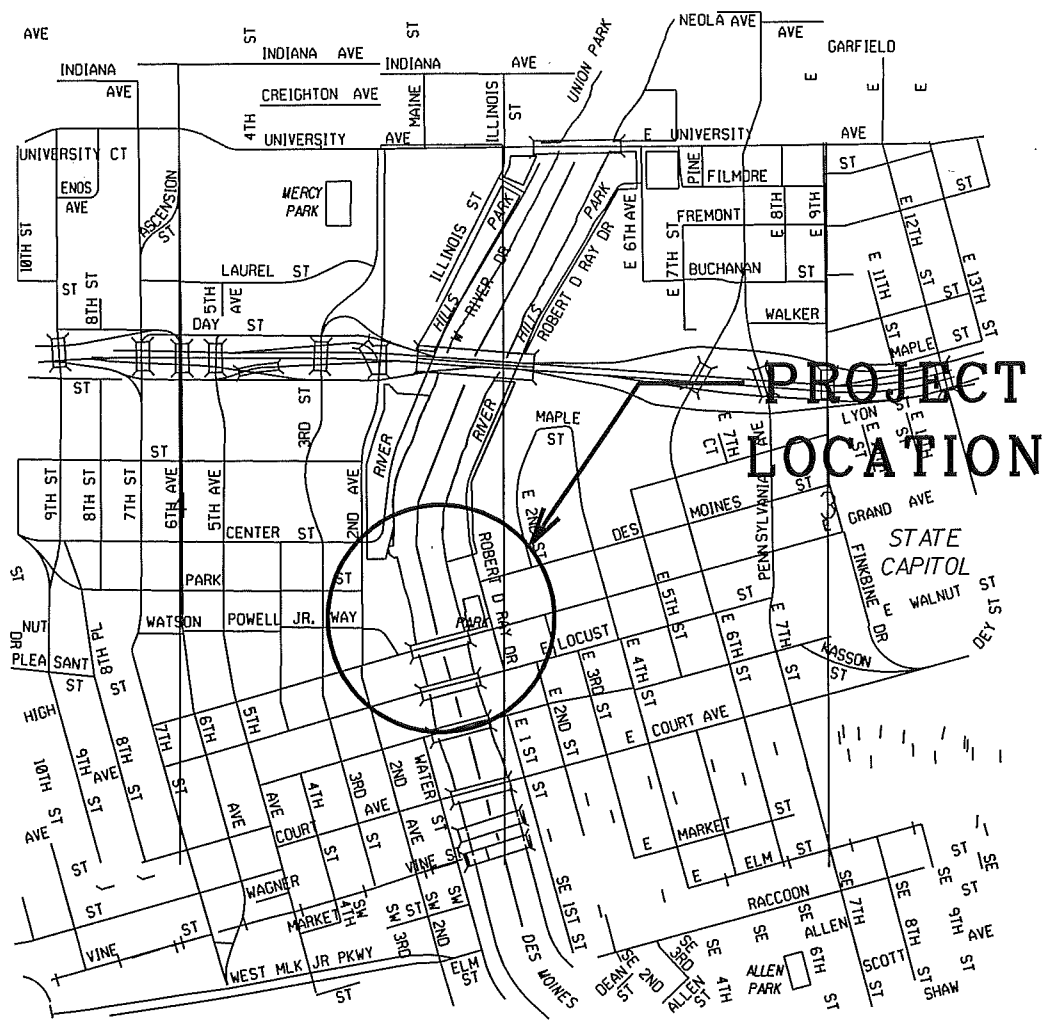 AVE
ST
ST
NEOLA AVE
AVE
GARFIELD
INDIANA AVE
INDIANA AVE
INDIANA
AVE
UNION PARK
E
E
E
CREIGHTON AVE
MAINE
ILLINOIS
ST
4TH
UNIVERSITY AVE
E UNIVERSITY AVE
UNIVERSITY CT
ENOS
AVE
ASCENSION
ST
MERCY
PARK
ILLINOIS ST
PARK
PARK
PINE
FILMORE
ST
ST
FREMONT
E 8TH
E 9TH
E 12TH
ST
10TH ST
E 6TH AVE
E 7TH ST
BUCHANAN
ST
E 11TH
ST
E 13TH
ST
LAUREL ST
ST
8TH ST
5TH
AVE
DAY ST
HILLS
W RIVER DR
HILLS
ROBERT D RAY DR
WALKER
MAPLE ST
PROJECT
LOCATION
ST
3RD ST
RIVER
RIVER
MAPLE
ST
E 7TH
CT
LYON ST
E
ST
E 11TH
ST
9TH ST
8TH ST
7TH ST
6TH AVE
5TH AVE
2ND AVE
CENTER ST
E 2ND ST
DES MOINES ST
PENNSYLVANIA AVE
GRAND AVE
STATE
CAPITOL
FINKBINE DR
E WALNUT ST
DEY ST
ST
PARK ST
WATSON POWELL JR. WAY
ROBERT D RAY DR
PARK
E LOCUST
ST
E 5TH ST
E 6TH ST
E 7TH
ST
KASSON
ST
NUT
DR
PLEA SANT
ST
8TH PL
ST
HIGH
E 3RD ST
E 4TH ST
E 2ND ST
E 1 ST ST
E COURT AVE
10TH ST
9TH ST
AVE
8TH ST
7TH
ST
6TH
AVE
5TH
AVE
4TH
ST
3RD
ST
2ND
AVE
WATER ST
COURT AVE
AVE
ST
VINE ST
E MARKET ST
E ELM ST
WAGNER
ST
MARKET
4TH
SW
SW
3RD
ST
SW
2ND
SW
VINE ST
WEST MLK JR PKWY
ST
ELM
ST
DES MOINES
SE 1ST ST
RACCOON
ALLEN
SE
7TH
ST
SE
8TH
ST
SE
9TH
ST
ST
SE
AVE
SCOTT
SHAW
SE
6TH
ST
SE
SE
4TH
SE
3RD
ST
SE
2ND
DEAN
ST
ALLEN
ALLEN
PARK